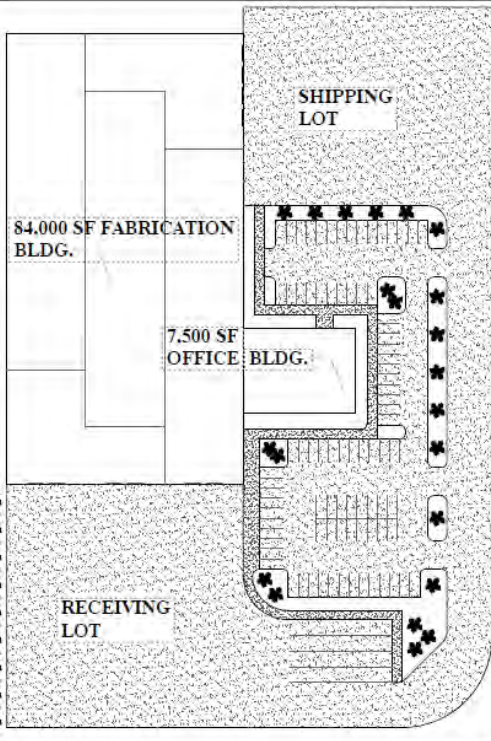 SHIPPING
LOT
84,000 SF FABRICATION
BLDG.
7,500 SF
OFFICE BLDG.
RECEIVING
LOT